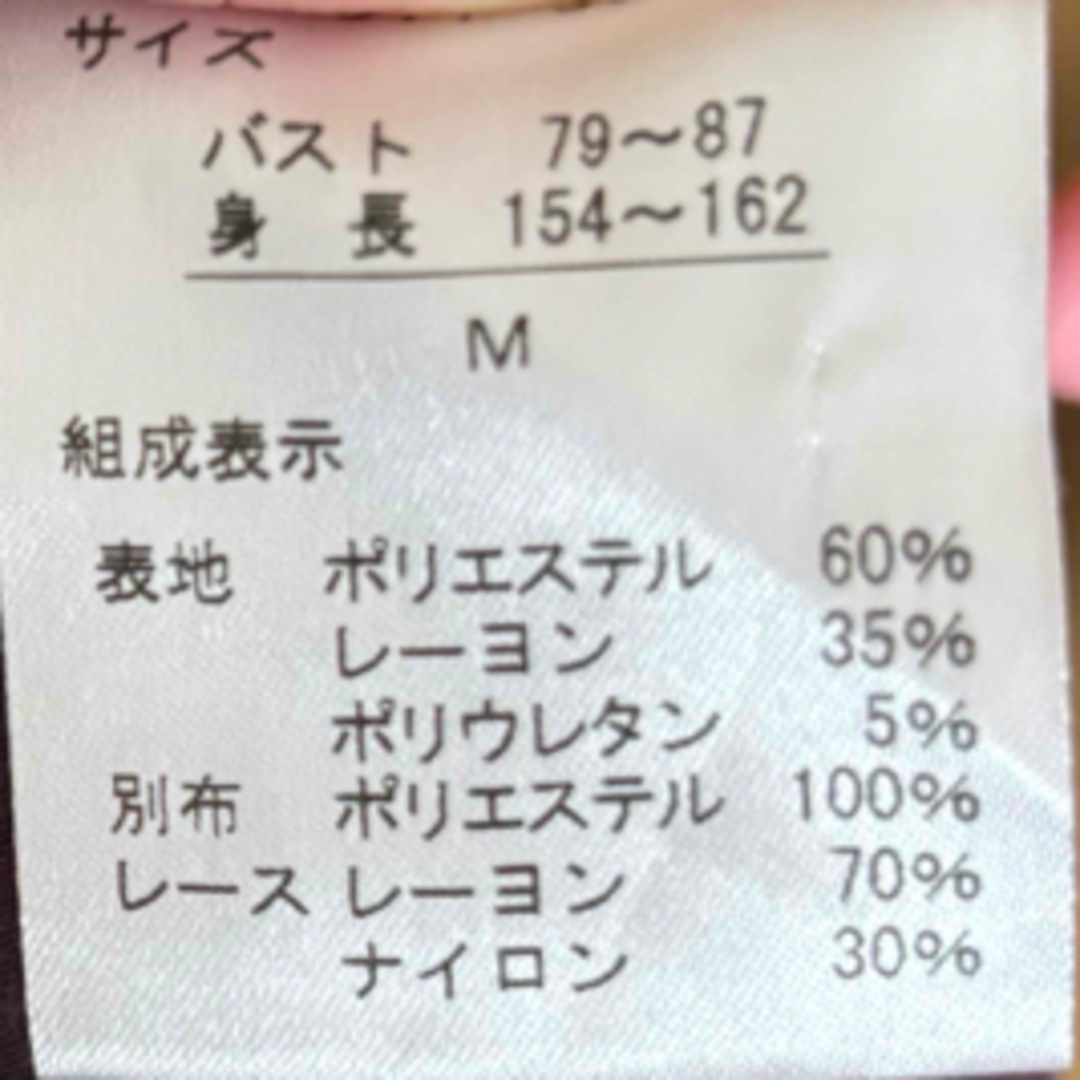 サイズ
バスト 79〜87
身 長 154〜162
M
組成表示
表地 ポリエステル 60%
レーヨン 35%
ポリウレタン 5%
別布 ポリエステル 100%
レース レーヨン 70%
ナイロン 30%